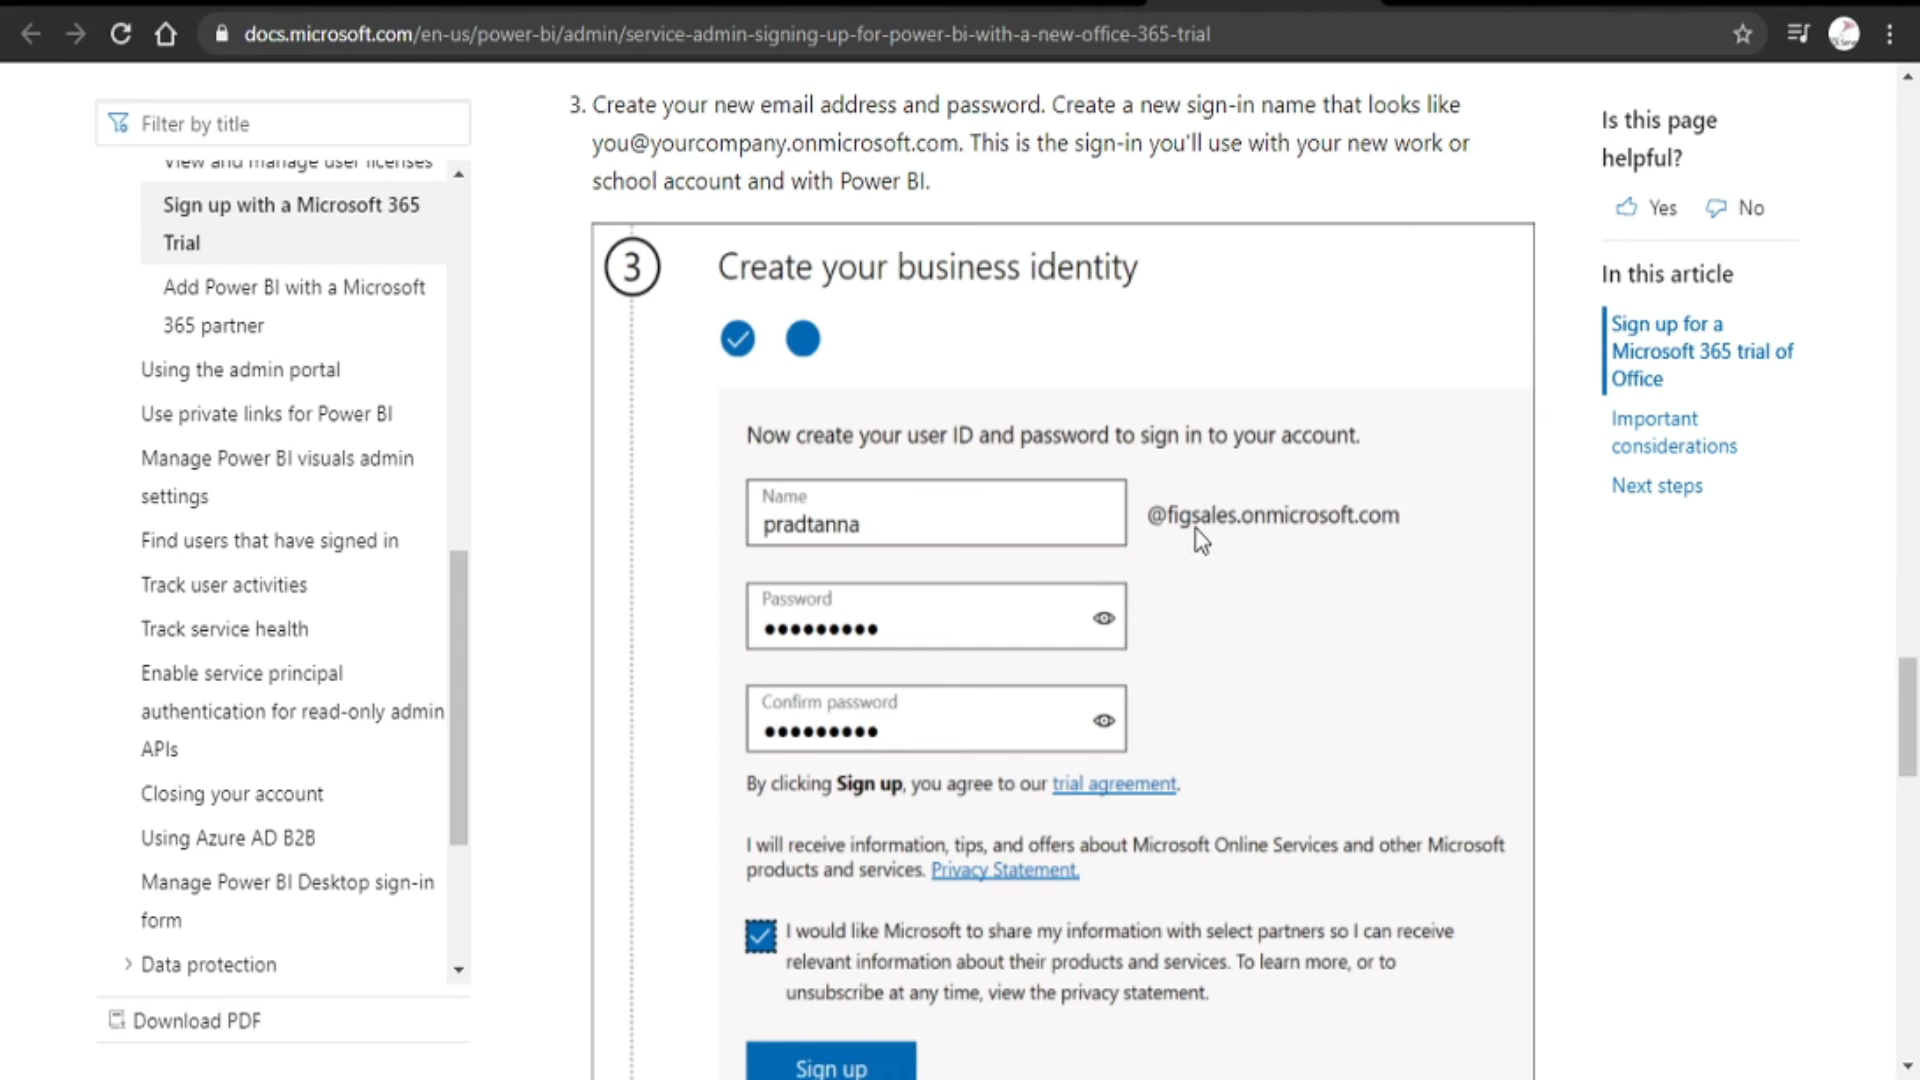 docs.microsoft.com/en-us/power-bi/admin/service-admin-signing-up-for-power-bi-with-a-new-office-365-trial
Filter by title
View and manage user licenses
Sign up with a Microsoft 365
Trial
Add Power BI with a Microsoft
365 partner
Using the admin portal
Use private links for Power BI
Manage Power BI visuals admin
settings
Find users that have signed in
Track user activities
Track service health
Enable service principal
authentication for read-only admin
APIs
Closing your account
Using Azure AD B2B
Manage Power BI Desktop sign-in
form
Data protection
Download PDF
3. Create your new email address and password. Create a new sign-in name that looks like
you@yourcompany.onmicrosoft.com. This is the sign-in you'll use with your new work or
school account and with Power BI.
3 Create your business identity
Now create your user ID and password to sign in to your account.
Name
pradtanna
@figsales.onmicrosoft.com
Password
•••••••••
Confirm password
•••••••••
By clicking Sign up, you agree to our trial agreement.
I will receive information, tips, and offers about Microsoft Online Services and other Microsoft
products and services. Privacy Statement.
I would like Microsoft to share my information with select partners so I can receive
relevant information about their products and services. To learn more, or to
unsubscribe at any time, view the privacy statement.
Sign up
Is this page
helpful?
Yes No
In this article
Sign up for a
Microsoft 365 trial of
Office
Important
considerations
Next steps